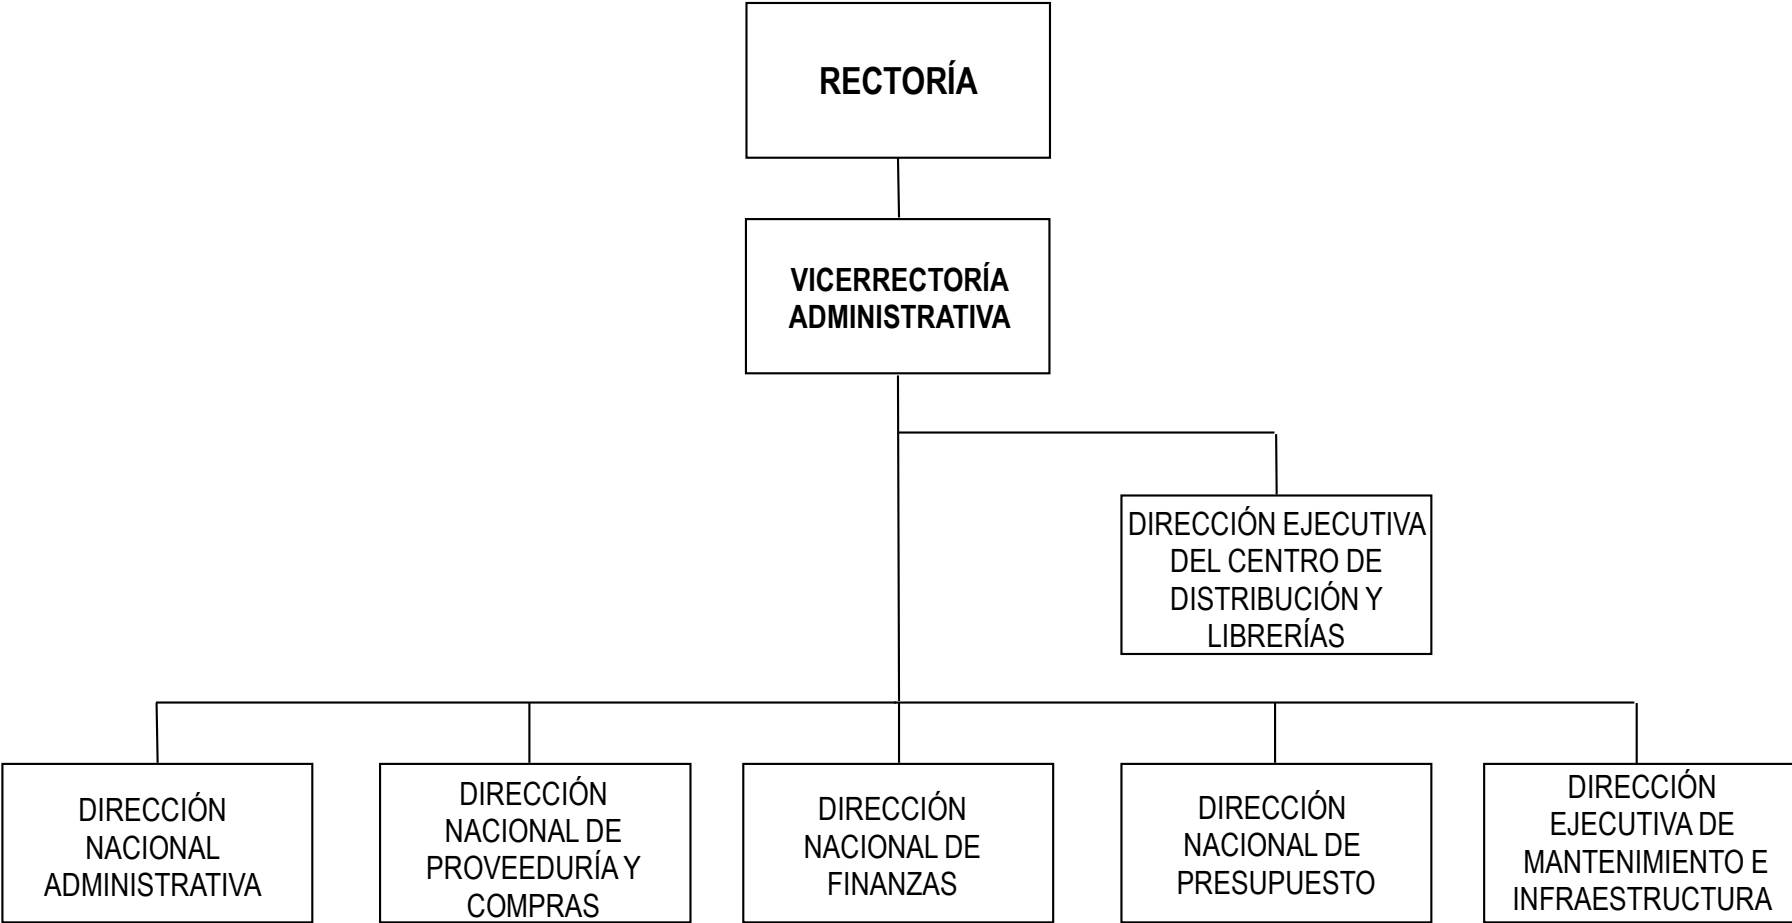 RECTORÍA
VICERRECTORÍA
ADMINISTRATIVA
DIRECCIÓN EJECUTIVA
DEL CENTRO DE
DISTRIBUCIÓN Y
LIBRERÍAS
DIRECCIÓN
NACIONAL
ADMINISTRATIVA
DIRECCIÓN
NACIONAL DE
PROVEEDURÍA Y
COMPRAS
DIRECCIÓN
NACIONAL DE
FINANZAS
DIRECCIÓN
NACIONAL DE
PRESUPUESTO
DIRECCIÓN
EJECUTIVA DE
MANTENIMIENTO E
INFRAESTRUCTURA